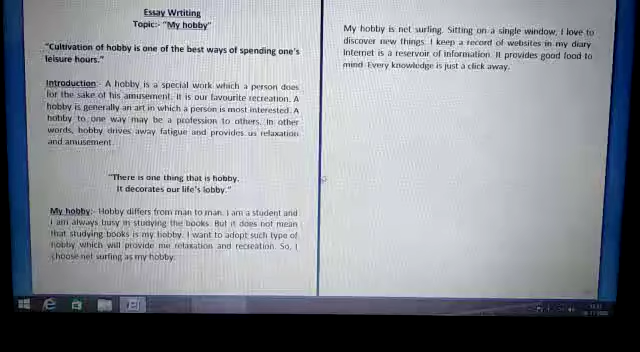 Essay Wrtiting
Topic:- "My hobby"
"Cultivation of hobby is one of the best ways of spending one's
leisure hours."
Introduction:- A hobby is a special work which a person does
for the sake of his amusement. It is our favourite recreation. A
hobby is generally an art in which a person is most interested. A
hobby to one way may be a profession to others. In other
words, hobby drives away fatigue and provides us relaxation
and amusement.
"There is one thing that is hobby.
It decorates our life's lobby."
My hobby:- Hobby differs from man to man. I am a student and
I am always busy in studying the books. But it does not mean
that studying books is my hobby. I want to adopt such type of
hobby which will provide me relaxation and recreation. So, I
choose net surfing as my hobby.
My hobby is net surfing. Sitting on a single window, I love to
discover new things. I keep a record of websites in my diary.
Internet is a reservoir of information. It provides good food to
mind. Every knowledge is just a click away.